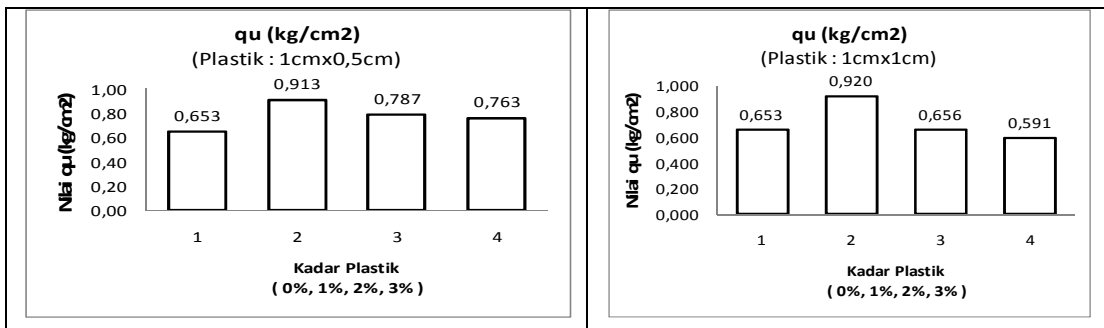 qu (kg/cm2)
(Plastik : 1cmx0,5cm)
Nilai qu (kg/cm2)
1,00
0,80
0,60
0,40
0,20
0,00
0,653
0,913
0,787
0,763
1 2 3 4
Kadar Plastik
( 0%, 1%, 2%, 3% )
qu (kg/cm2)
(Plastik : 1cmx1cm)
Nilai qu (kg/cm2)
1,000
0,800
0,600
0,400
0,200
0,000
0,653
0,920
0,656
0,591
1 2 3 4
Kadar Plastik
( 0%, 1%, 2%, 3% )